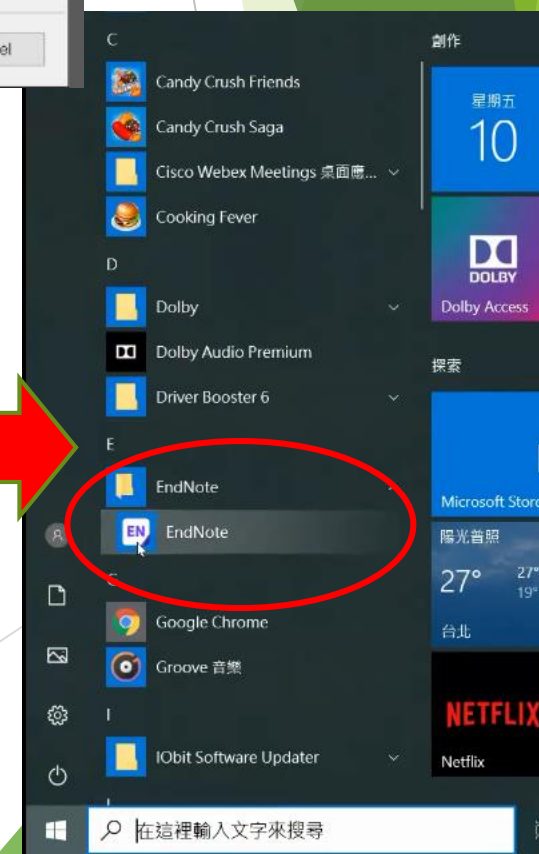 el
C
創作
Candy Crush Friends
Candy Crush Saga
Cisco Webex Meetings 桌面應...
Cooking Fever
星期五
10
D
Dolby
Dolby Audio Premium
Driver Booster 6
DOLBY
Dolby Access
探索
E
EndNote
EN
EndNote
Microsoft Store
G
Google Chrome
Groove 音樂
陽光普照
27°
27°
19°
台北
I
IObit Software Updater
NETFLIX
Netflix
在這裡輸入文字來搜尋